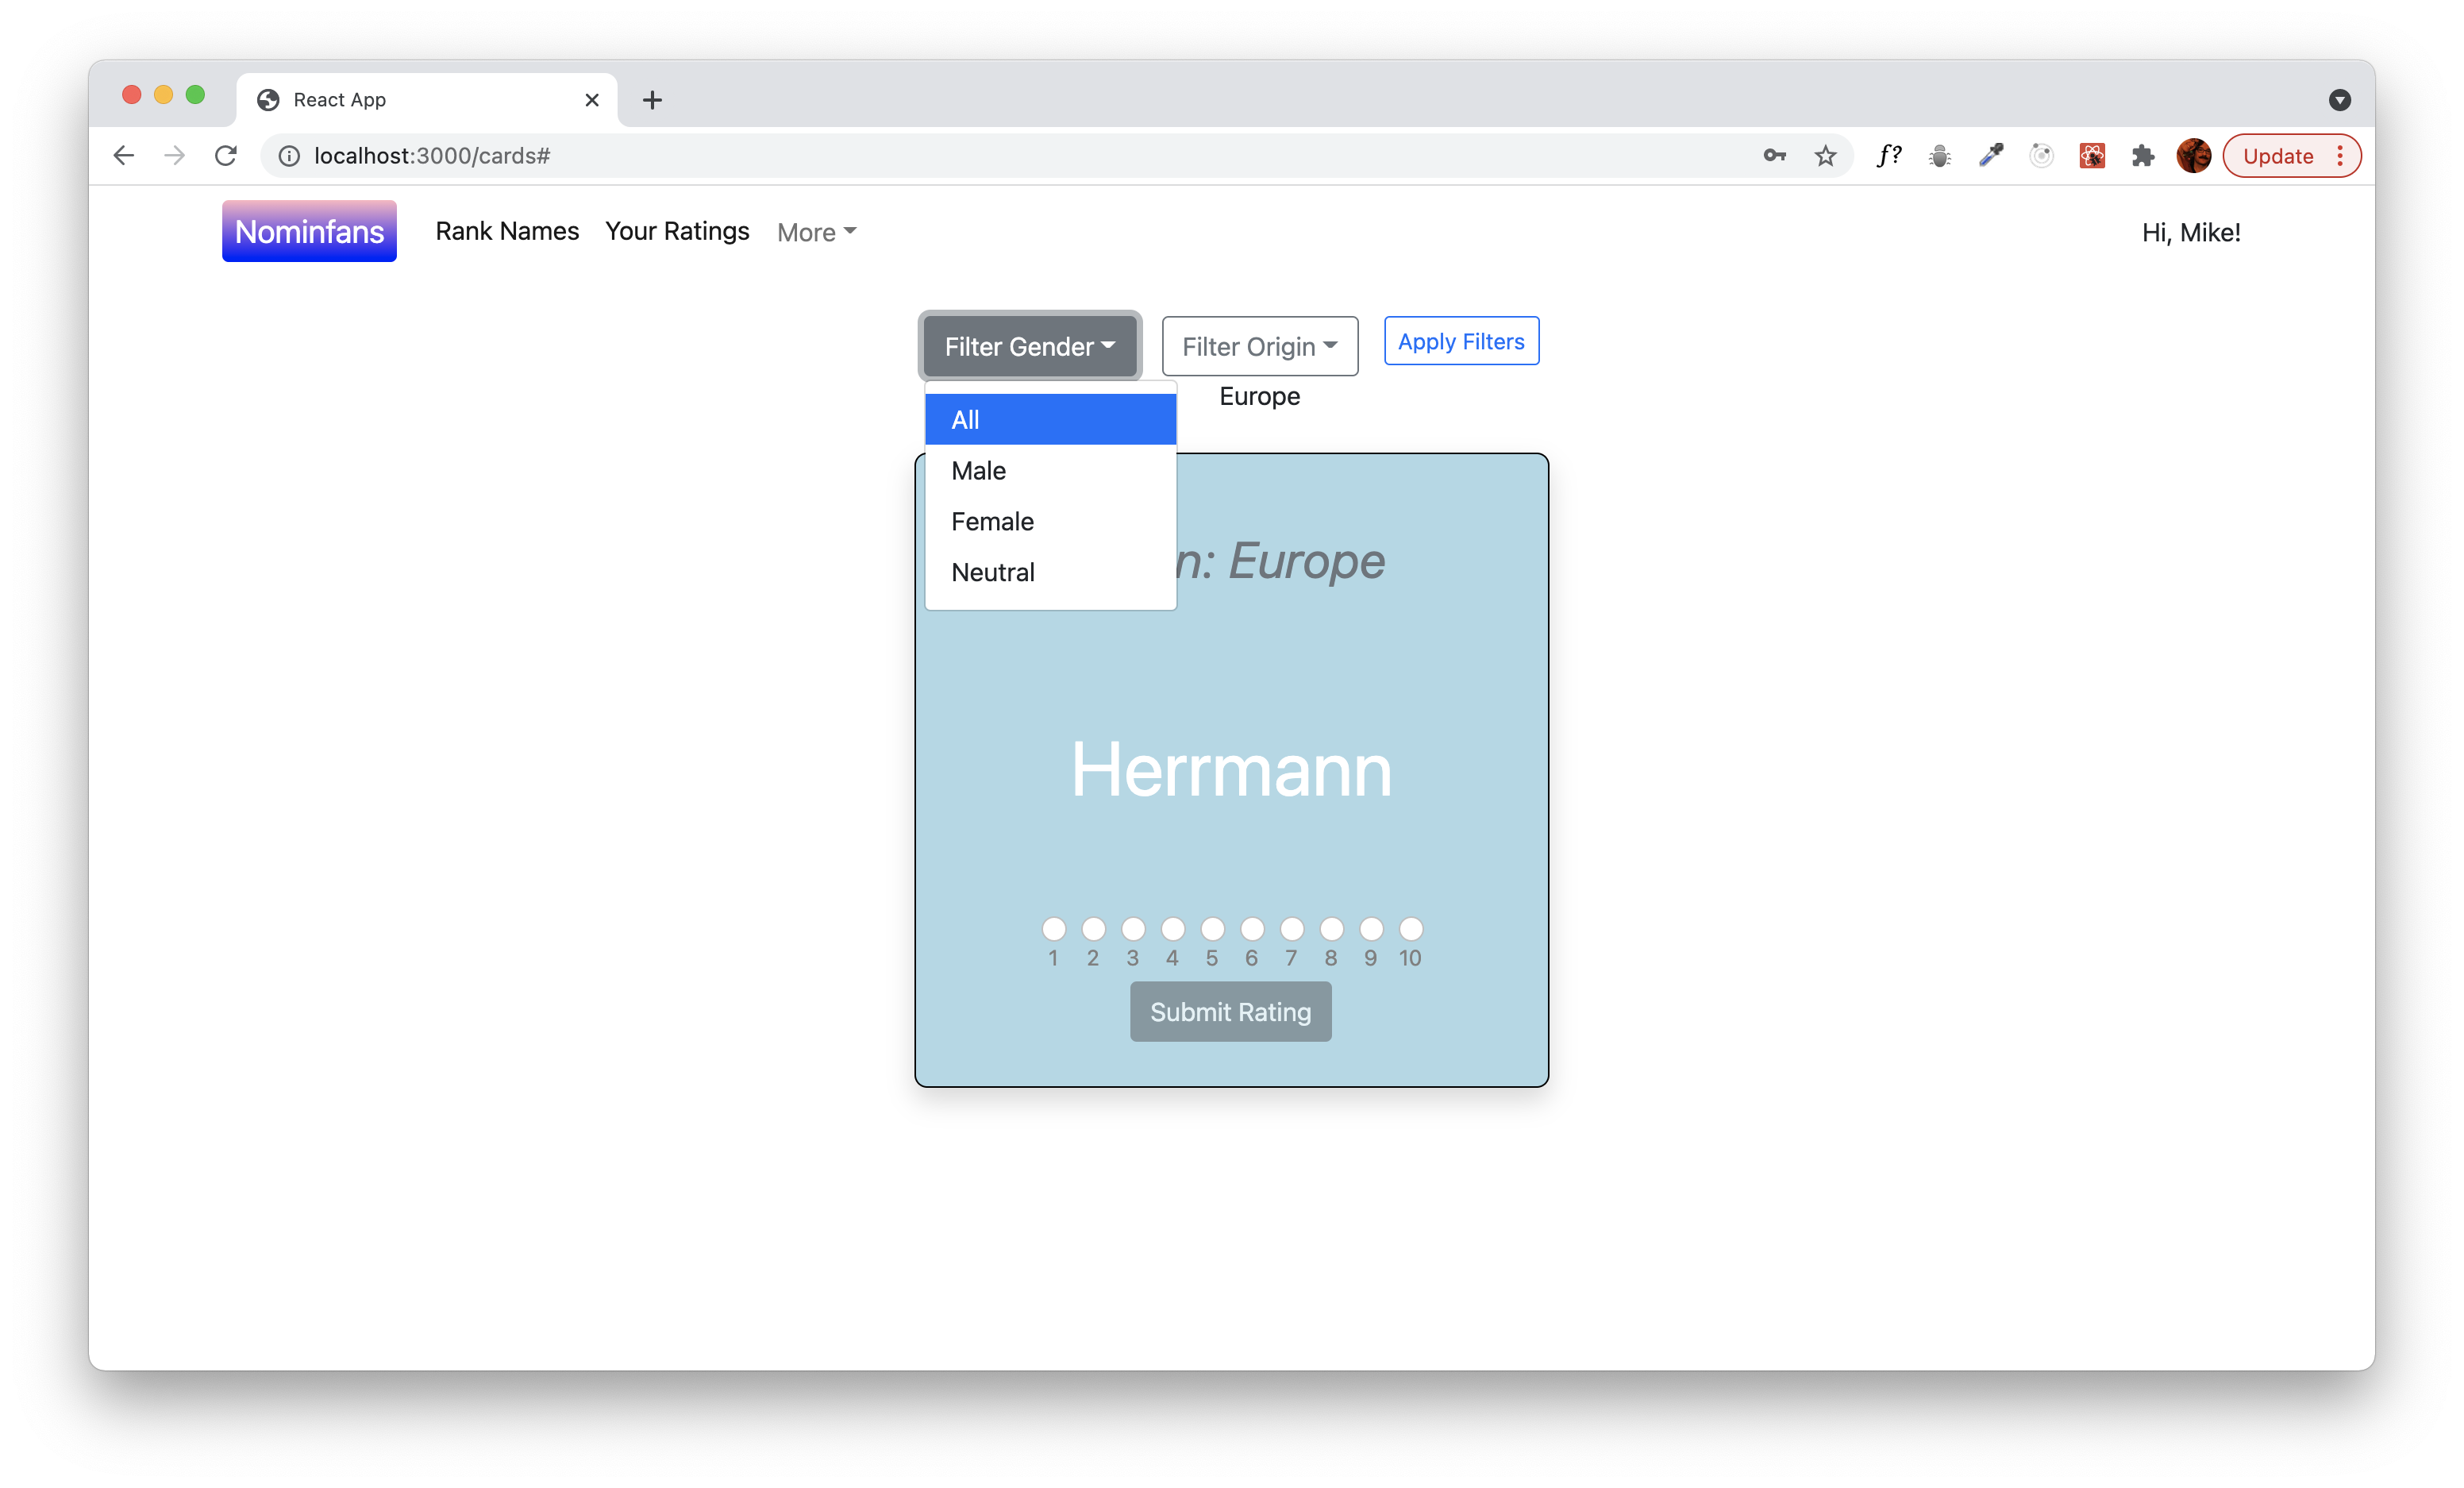 React App
localhost:3000/cards#
f?
Update
Nominfans
Rank Names
Your Ratings
More
Hi, Mike!
Filter Gender
Filter Origin
Apply Filters
Europe
All
Male
Female
Neutral
n: Europe
Herrmann
1 2 3 4 5 6 7 8 9 10
Submit Rating